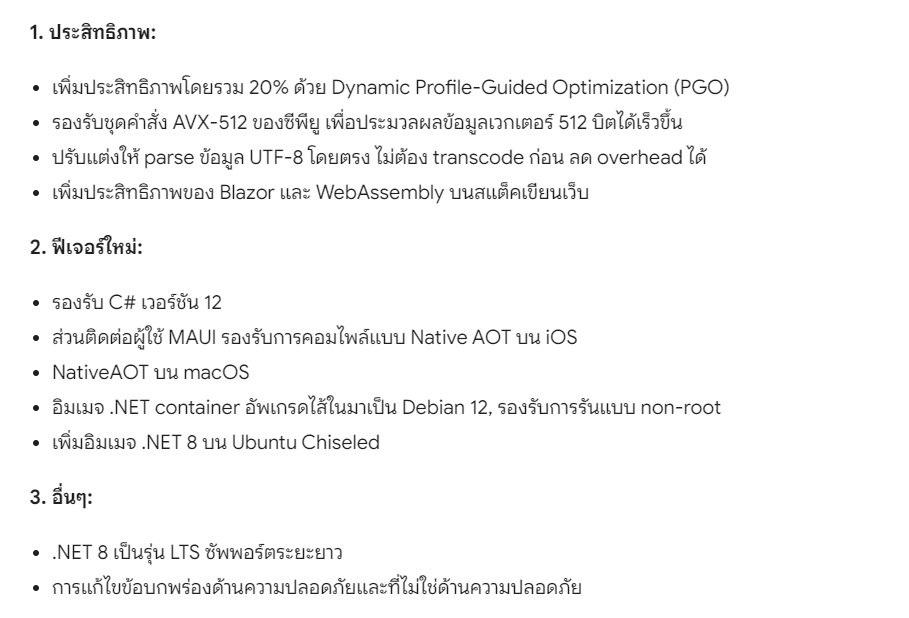 1. ประสิทธิภาพ:
• เพิ่มประสิทธิภาพโดยรวม 20% ด้วย Dynamic Profile-Guided Optimization (PGO)
• รองรับชุดคำสั่ง AVX-512 ของซีพียู เพื่อประมวลผลข้อมูลเวกเตอร์ 512 บิตได้เร็วขึ้น
• ปรับแต่งให้ parse ข้อมูล UTF-8 โดยตรง ไม่ต้อง transcode ก่อน ลด overhead ได้
• เพิ่มประสิทธิภาพของ Blazor และ WebAssembly บนสแต็คเขียนเว็บ
2. ฟีเจอร์ใหม่:
• รองรับ C# เวอร์ชัน 12
• ส่วนติดต่อผู้ใช้ MAUI รองรับการคอมไพล์แบบ Native AOT บน iOS
• NativeAOT บน macOS
• อิมเมจ .NET container อัพเกรดไส้ในมาเป็น Debian 12, รองรับการรันแบบ non-root
• เพิ่มอิมเมจ .NET 8 บน Ubuntu Chiseled
3. อื่นๆ:
• .NET 8 เป็นรุ่น LTS ซัพพอร์ตระยะยาว
• การแก้ไขข้อบกพร่องด้านความปลอดภัยและที่ไม่ใช่ด้านความปลอดภัย